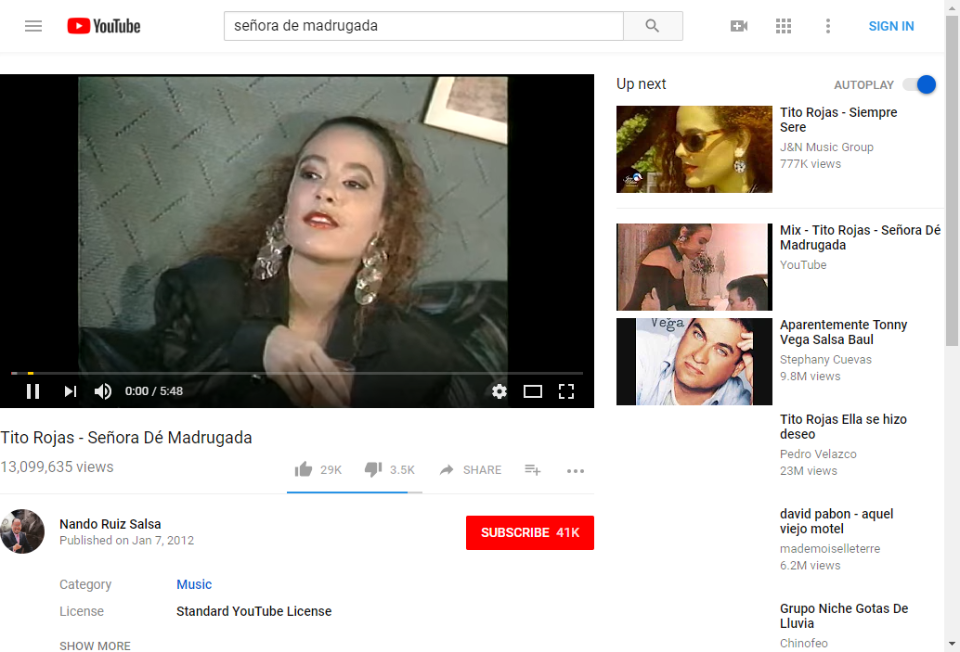 YouTube
señora de madrugada
SIGN IN
0:00 / 5:48
Tito Rojas - Señora Dé Madrugada
13,099,635 views
29K
3.5K
SHARE
Nando Ruiz Salsa
Published on Jan 7, 2012
SUBSCRIBE 41K
Category
Music
License
Standard YouTube License
SHOW MORE
Up next
AUTOPLAY
Tito Rojas - Siempre
Sere
J&N Music Group
777K views
Mix - Tito Rojas - Señora Dé
Madrugada
YouTube
Vega
Aparentemente Tonny
Vega Salsa Baul
Stephany Cuevas
9.8M views
Tito Rojas Ella se hizo
deseo
Pedro Velazco
23M views
david pabon - aquel
viejo motel
mademoiselleterre
6.2M views
Grupo Niche Gotas De
Lluvia
Chinofeo